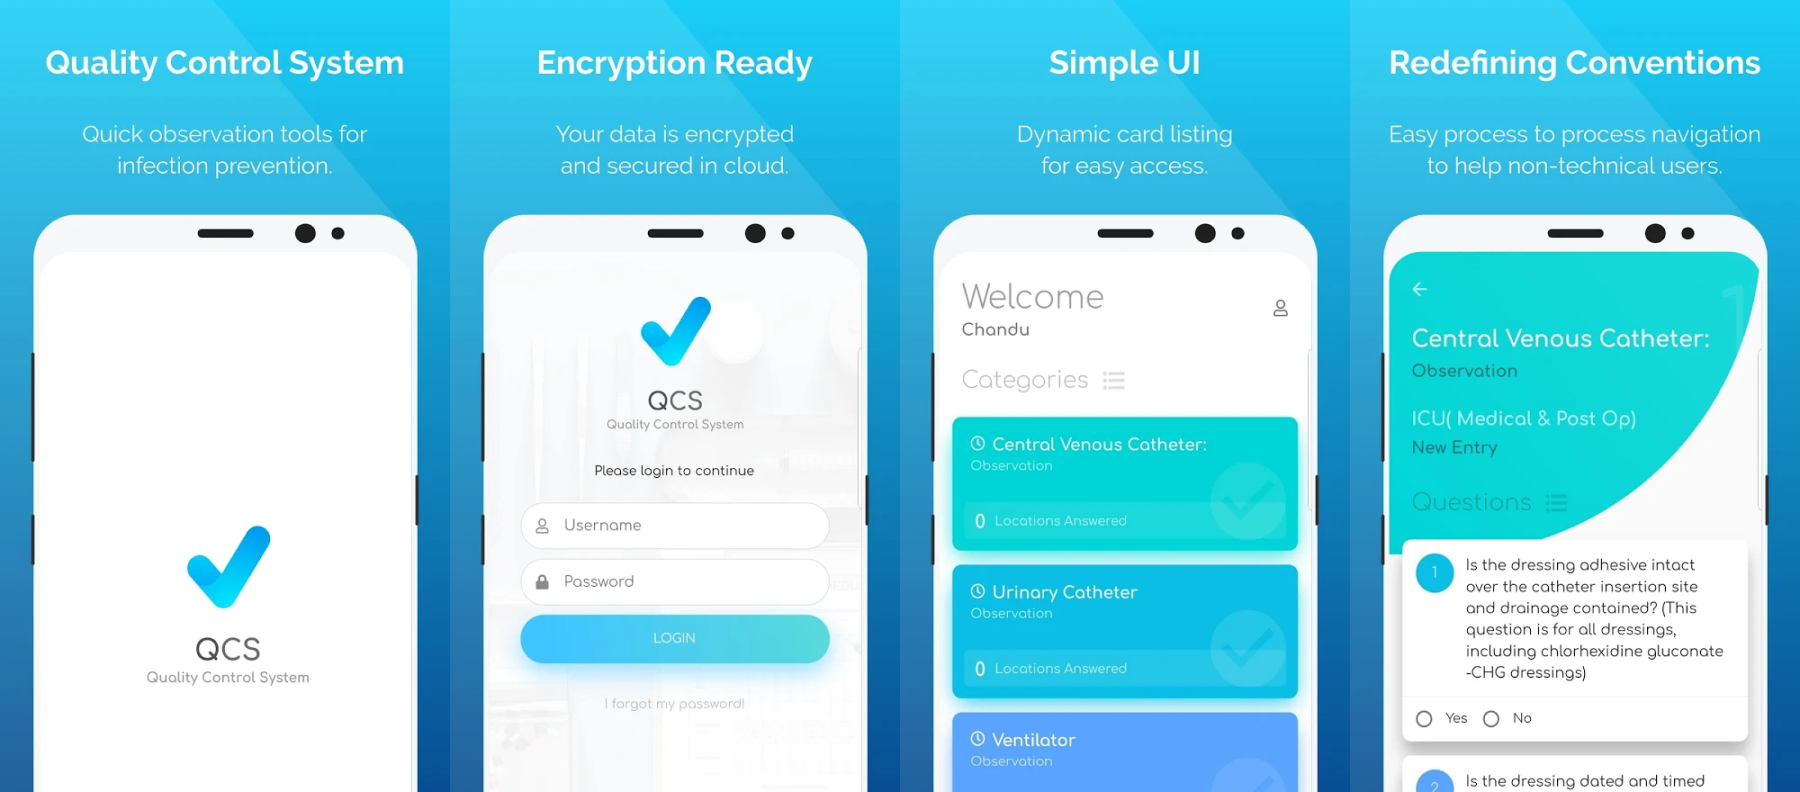 Quality Control System
Quick observation tools for
infection prevention.
QCS
Quality Control System
Encryption Ready
Your data is encrypted
and secured in cloud.
QCS
Quality Control System
Please login to continue
Username
Password
LOGIN
I forgot my password!
Simple UI
Dynamic card listing
for easy access.
Welcome
Chandu
Categories
Central Venous Catheter:
Observation
0 Locations Answered
Urinary Catheter
Observation
0 Locations Answered
Ventilator
Observation
Redefining Conventions
Easy process to process navigation
to help non-technical users.
1
Central Venous Catheter:
Observation
ICU( Medical & Post Op)
New Entry
Questions
1 Is the dressing adhesive intact
over the catheter insertion site
and drainage contained? (This
question is for all dressings,
including chlorhexidine gluconate
-CHG dressings)
Yes No
2 Is the dressing dated and timed